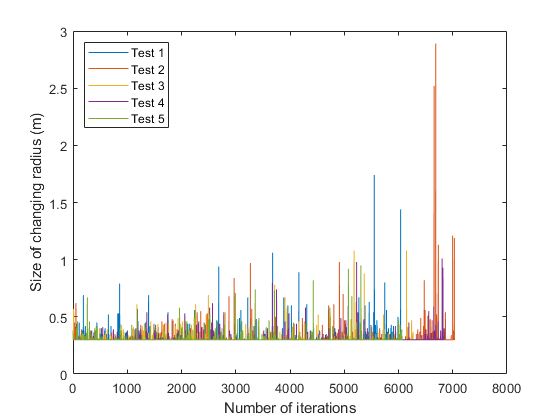 3
2.5
2
1.5
1
0.5
0
Size of changing radius (m)
Test 1
Test 2
Test 3
Test 4
Test 5
0 1000 2000 3000 4000 5000 6000 7000 8000
Number of iterations